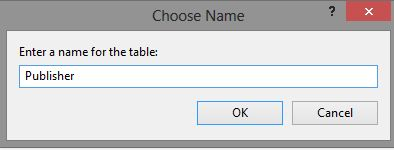 Choose Name
?
Enter a name for the table:
Publisher
OK Cancel